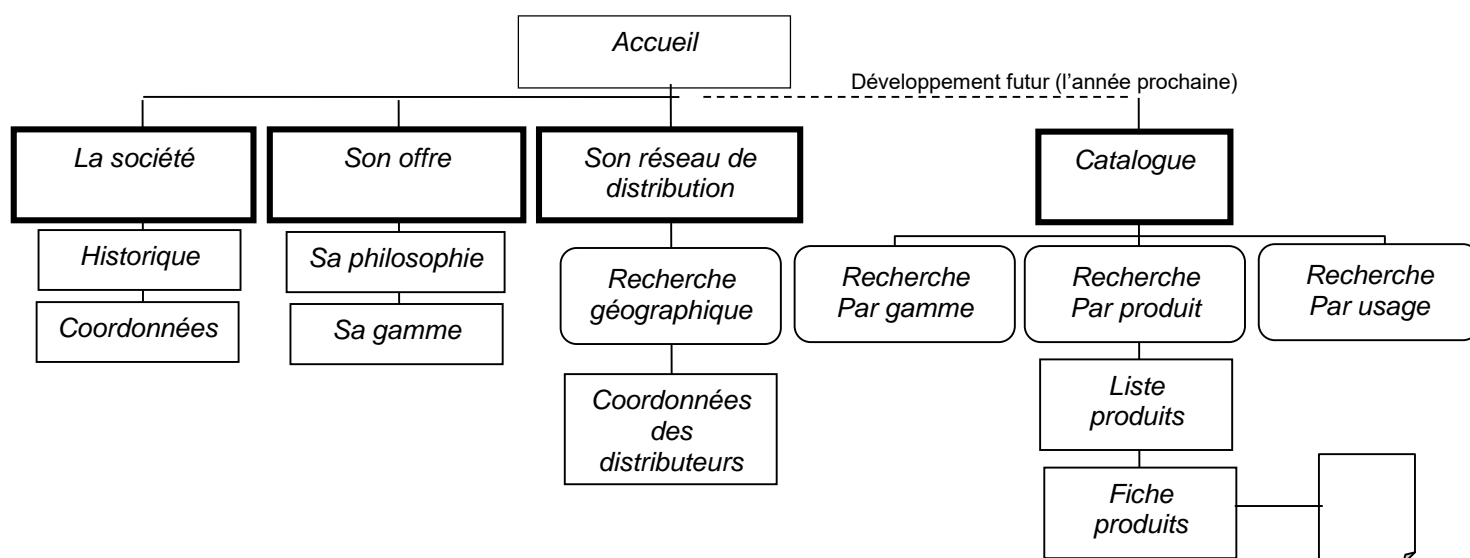 Accueil
Développement futur (l'année prochaine)
La société
Son offre
Son réseau de
distribution
Catalogue
Historique
Sa philosophie
Recherche
géographique
Recherche
Par gamme
Recherche
Par produit
Recherche
Par usage
Coordonnées
Sa gamme
Coordonnées
des
distributeurs
Liste
produits
Fiche
produits